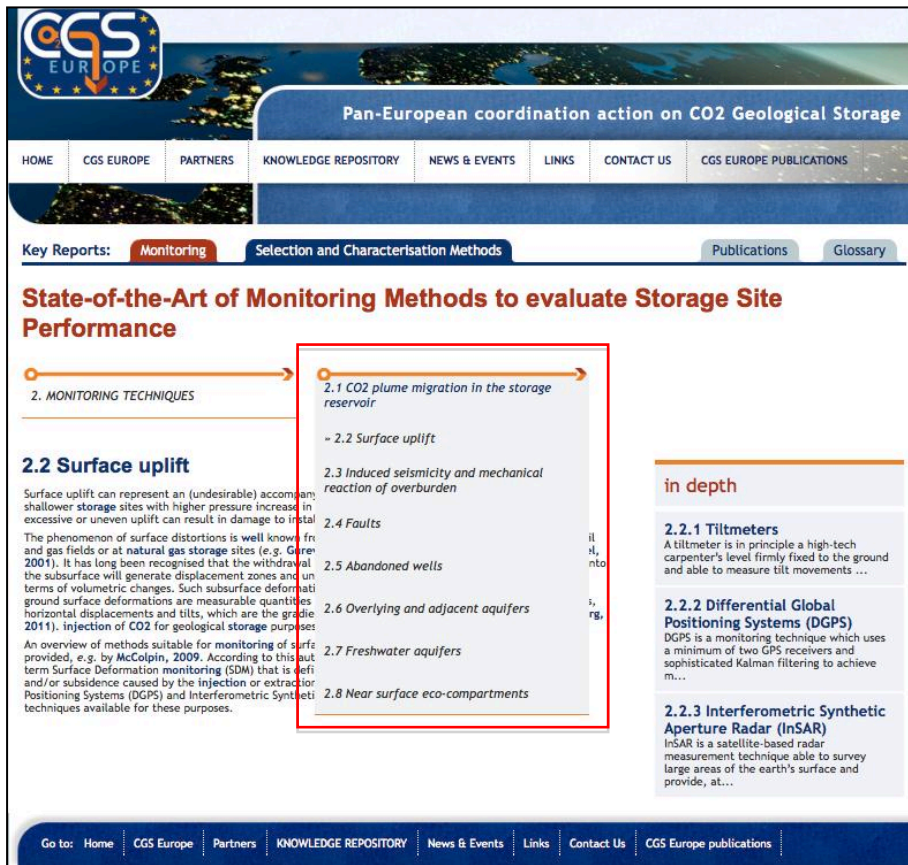 CO2GS
EUROPE
Pan-European coordination action on CO2 Geological Storage
HOME CGS EUROPE PARTNERS KNOWLEDGE REPOSITORY NEWS & EVENTS LINKS CONTACT US CGS EUROPE PUBLICATIONS
Key Reports: Monitoring Selection and Characterisation Methods Publications Glossary
State-of-the-Art of Monitoring Methods to evaluate Storage Site
Performance
2. MONITORING TECHNIQUES
2.1 CO2 plume migration in the storage
reservoir
» 2.2 Surface uplift
2.3 Induced seismicity and mechanical
reaction of overburden
2.4 Faults
2.5 Abandoned wells
2.6 Overlying and adjacent aquifers
2.7 Freshwater aquifers
2.8 Near surface eco-compartments
2.2 Surface uplift
Surface uplift can represent an (undesirable)
shallower storage sites with higher pressure increase in
excessive or uneven uplift can result in damage to
The phenomenon of surface distortions is well known
and gas fields or at natural gas storage sites (e.g.
2001). It has long been recognised that the withdrawal
the subsurface will generate displacement zones and
terms of volumetric changes. Such subsurface
ground surface deformations are measurable quantities
horizontal displacements and tilts, which are the
2011). injection of CO2 for geological storage
An overview of methods suitable for monitoring of
provided, e.g. by McColpin, 2009. According to this
term Surface Deformation monitoring (SDM) that is
and/or subsidence caused by the injection or
Positioning Systems (DGPS) and Interferometric
techniques available for these purposes.
in depth
2.2.1 Tiltmeters
A tiltmeter is in principle a high-tech
carpenter's level firmly fixed to the ground
and able to measure tilt movements ...
2.2.2 Differential Global
Positioning Systems (DGPS)
DGPS is a monitoring technique which uses
a minimum of two GPS receivers and
sophisticated Kalman filtering to achieve
m...
2.2.3 Interferometric Synthetic
Aperture Radar (InSAR)
InSAR is a satellite-based radar
measurement technique able to survey
large areas of the earth's surface and
provide, at...
Go to: Home CGS Europe Partners KNOWLEDGE REPOSITORY News & Events Links Contact Us CGS Europe publications